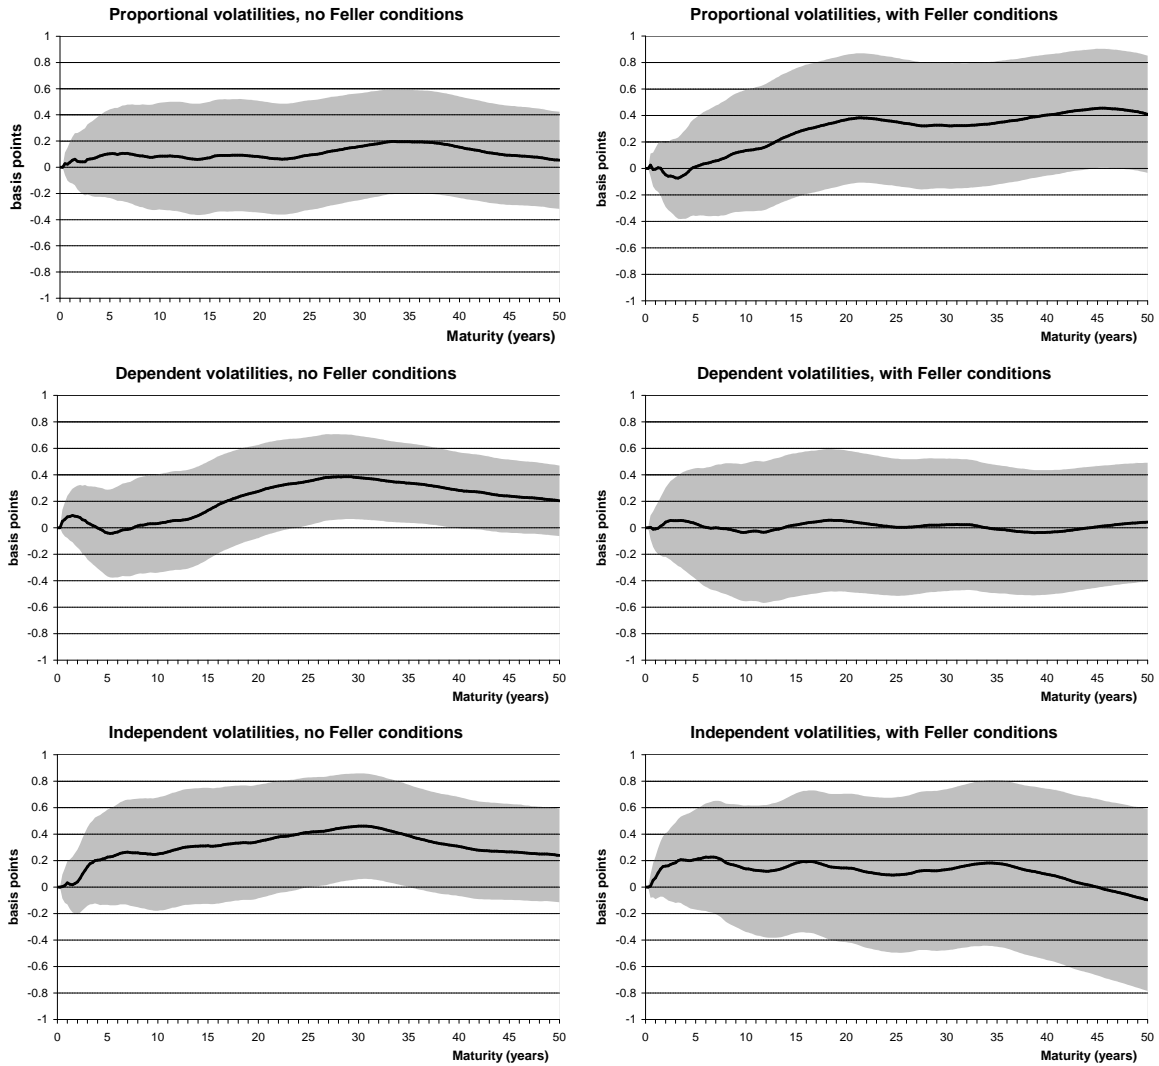 Proportional volatilities, no Feller conditions
1
0.8
0.6
0.4
0.2
0
-0.2
-0.4
-0.6
-0.8
-1
basis points
0 5 10 15 20 25 30 35 40 45 50
Maturity (years)
Proportional volatilities, with Feller conditions
1
0.8
0.6
0.4
0.2
0
-0.2
-0.4
-0.6
-0.8
-1
basis points
0 5 10 15 20 25 30 35 40 45 50
Maturity (years)
Dependent volatilities, no Feller conditions
1
0.8
0.6
0.4
0.2
0
-0.2
-0.4
-0.6
-0.8
-1
basis points
0 5 10 15 20 25 30 35 40 45 50
Maturity (years)
Dependent volatilities, with Feller conditions
1
0.8
0.6
0.4
0.2
0
-0.2
-0.4
-0.6
-0.8
-1
basis points
0 5 10 15 20 25 30 35 40 45 50
Maturity (years)
Independent volatilities, no Feller conditions
1
0.8
0.6
0.4
0.2
0
-0.2
-0.4
-0.6
-0.8
-1
basis points
0 5 10 15 20 25 30 35 40 45 50
Maturity (years)
Independent volatilities, with Feller conditions
1
0.8
0.6
0.4
0.2
0
-0.2
-0.4
-0.6
-0.8
-1
basis points
0 5 10 15 20 25 30 35 40 45 50
Maturity (years)